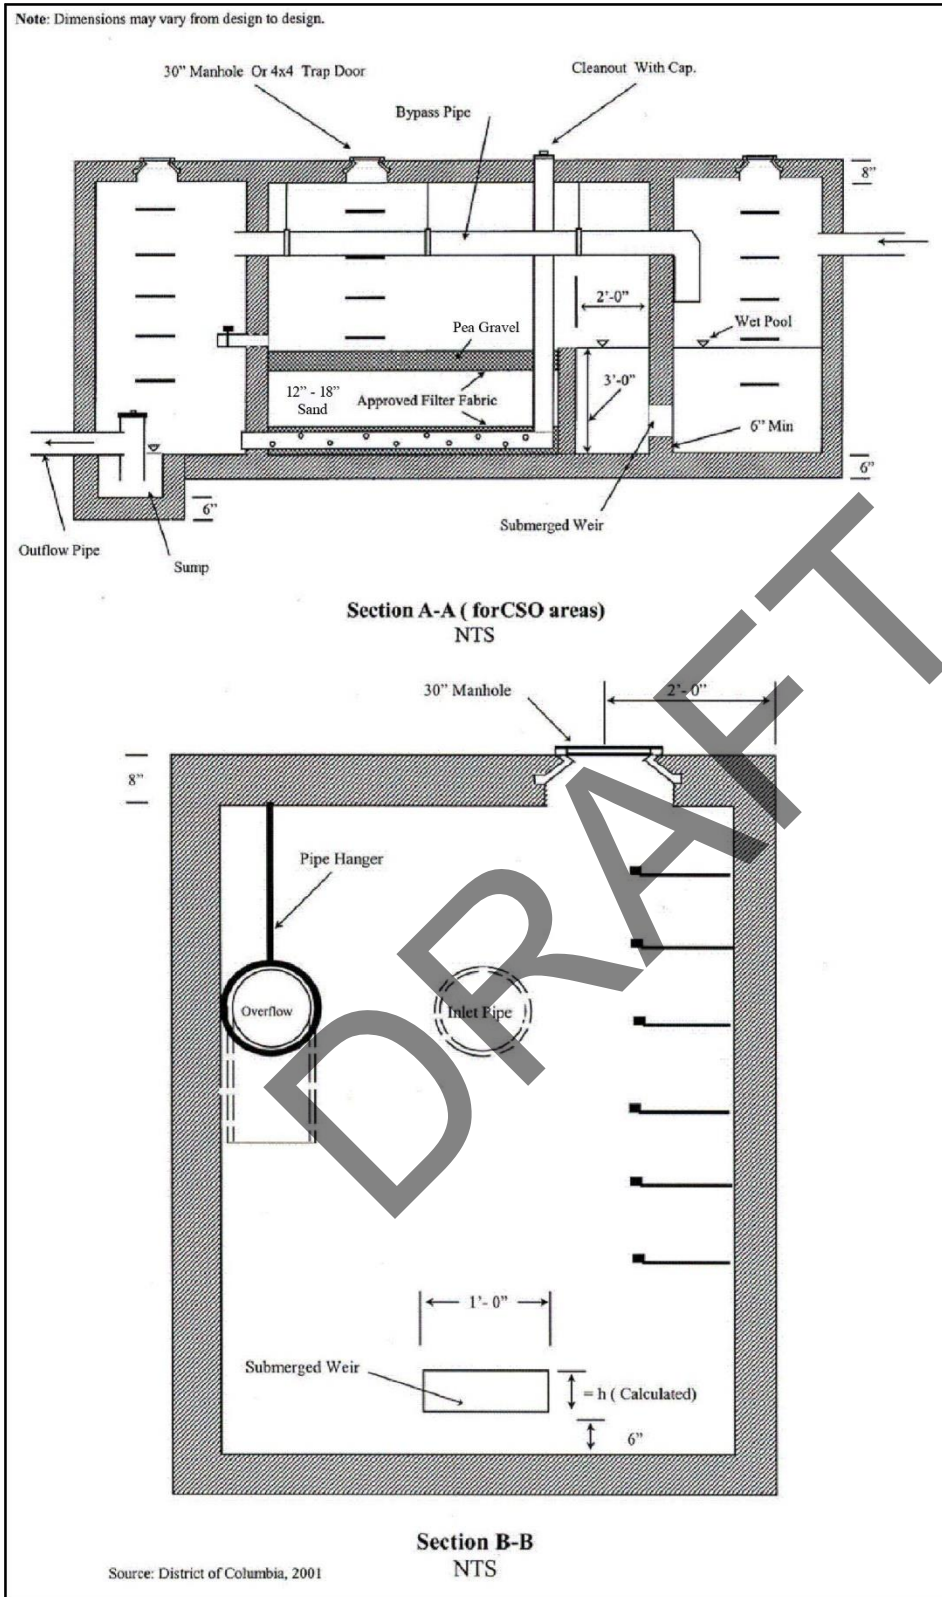 Note: Dimensions may vary from design to design.
30” Manhole Or 4x4 Trap Door
Cleanout With Cap.
Bypass Pipe
8”
2’-0”
Wet Pool
Pea Gravel
3’-0”
12” - 18”
Sand
Approved Filter Fabric
6” Min
6”
6”
Submerged Weir
Outflow Pipe
Sump
Section A-A ( forCSO areas)
NTS
30” Manhole
2’- 0”
8”
Pipe Hanger
Overflow
Inlet Pipe
DRAFT
1’- 0”
Submerged Weir
= h ( Calculated)
6”
Section B-B
NTS
Source: District of Columbia, 2001